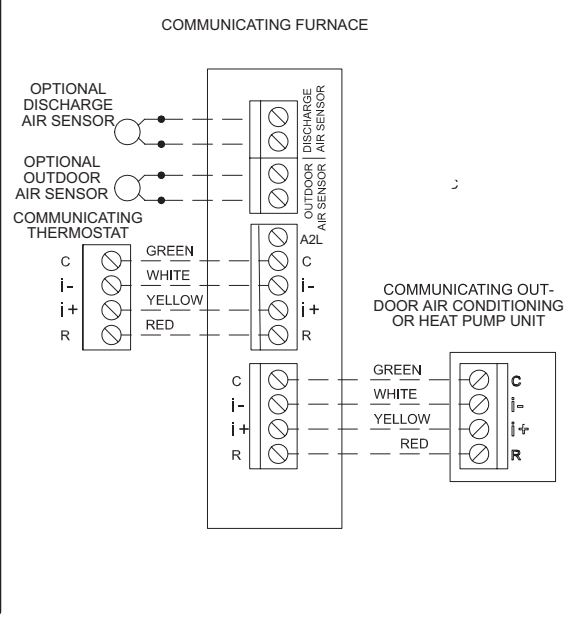 COMMUNICATING FURNACE
OPTIONAL
DISCHARGE
AIR SENSOR
OPTIONAL
OUTDOOR
AIR SENSOR
DISCHARGE
AIR SENSOR
OUTDOOR
AIR SENSOR
COMMUNICATING
THERMOSTAT
A2L
C GREEN C
i- WHITE i-
i+ YELLOW i+
R RED R
COMMUNICATING OUT-
DOOR AIR CONDITIONING
OR HEAT PUMP UNIT
C GREEN C
i- WHITE i-
i+ YELLOW i+
R RED R